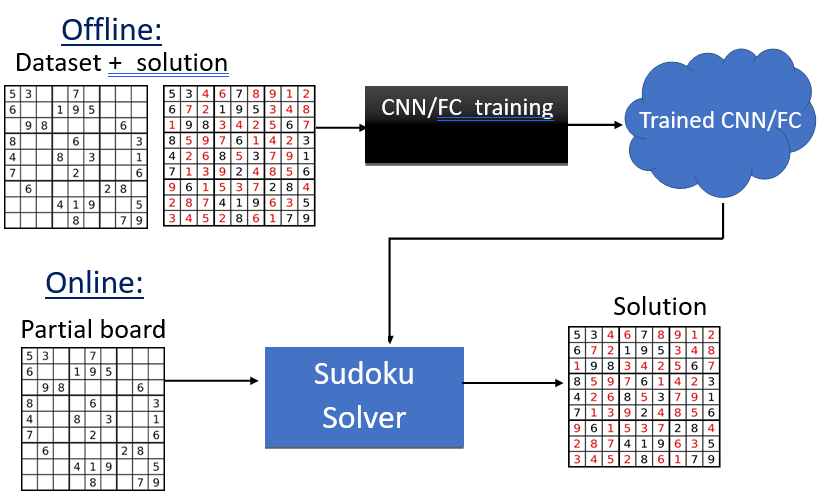 Offline:
Dataset + solution
5 3 7
6 1 9 5
9 8 6
8 6 3
4 8 3 1
7 2 6
6 2 8
4 1 9 5
8 7 9
5 3 4 6 7 8 9 1 2
6 7 2 1 9 5 3 4 8
1 9 8 3 4 2 5 6 7
8 5 9 7 6 1 4 2 3
4 2 6 8 5 3 7 9 1
7 1 3 9 2 4 8 5 6
9 6 1 5 3 7 2 8 4
2 8 7 4 1 9 6 3 5
3 4 5 2 8 6 1 7 9
CNN/FC training
Trained CNN/FC
Online:
Partial board
5 3 7
6 1 9 5
9 8 6
8 6 3
4 8 3 1
7 2 6
6 2 8
4 1 9 5
8 7 9
Sudoku
Solver
Solution
5 3 4 6 7 8 9 1 2
6 7 2 1 9 5 3 4 8
1 9 8 3 4 2 5 6 7
8 5 9 7 6 1 4 2 3
4 2 6 8 5 3 7 9 1
7 1 3 9 2 4 8 5 6
9 6 1 5 3 7 2 8 4
2 8 7 4 1 9 6 3 5
3 4 5 2 8 6 1 7 9